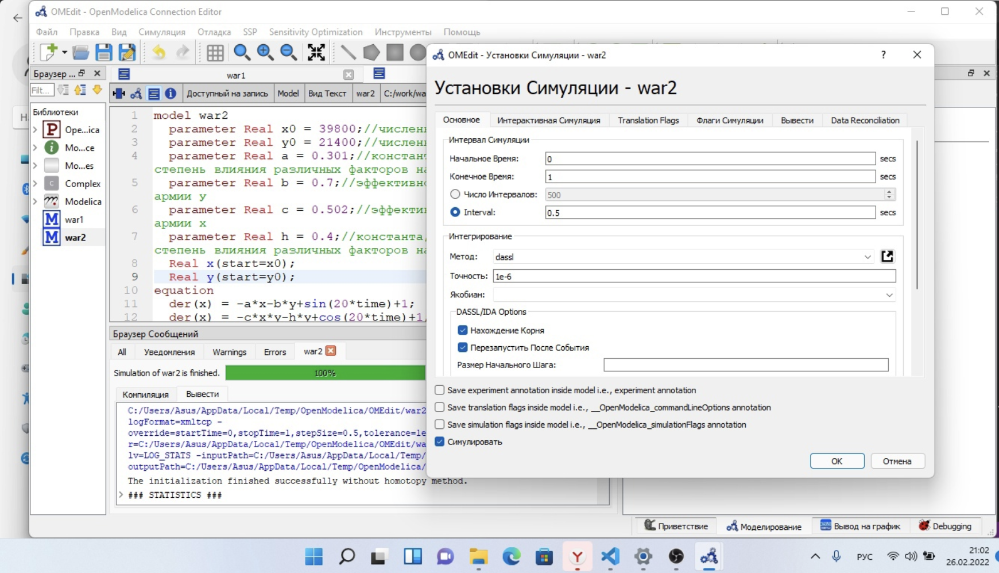 OMEdit - OpenModelica Connection Editor
Файл Правка Вид Симуляция Отладка SSP Sensitivity Optimization Инструменты Помощь
Браузер ...
war1
Filt...
Доступный на запись Model Вид Текст war2 C:/work/wa
Библиотеки
Ope...ica
Mo...ce
Mo...es
Complex
Modelica
war1
war2
1 model war2
2 parameter Real x0 = 39800;//числен
3 parameter Real y0 = 21400;//числен
4 parameter Real a = 0.301;//констан
степень влияния различных факторов на
5 parameter Real b = 0.7;//эффективно
армии y
6 parameter Real c = 0.502;//эффекти
армии x
7 parameter Real h = 0.4;//константа,
степень влияния различных факторов на
8 Real x(start=x0);
9 Real y(start=y0);
10 equation
11 der(x) = -a*x-b*y+sin(20*time)+1;
12 der(x) = -c*x*y-h*y+cos(20*time)+1
Браузер Сообщений
All Уведомления Warnings Errors war2
Simulation of war2 is finished. 100%
Компиляция Вывести
C:/Users/Asus/AppData/Local/Temp/OpenModelica/OMEdit/war2
logFormat=xmltcp -
override=startTime=0,stopTime=1,stepSize=0.5,tolerance=1e
r=C:/Users/Asus/AppData/Local/Temp/OpenModelica/OMEdit/wa
lv=LOG_STATS -inputPath=C:/Users/Asus/AppData/Local/Temp/
outputPath=C:/Users/Asus/AppData/Local/Temp/OpenModelica/
The initialization finished successfully without homotopy method.
### STATISTICS ###
OMEdit - Установки Симуляции - war2
Установки Симуляции - war2
Основное Интерактивная Симуляция Translation Flags Флаги Симуляции Вывести Data Reconciliation
Интервал Симуляции
Начальное Время: 0 secs
Конечное Время: 1 secs
Число Интервалов: 500
Interval: 0.5 secs
Интегрирование
Метод: dassl
Точность: 1e-6
Якобиан:
DASSL/IDA Options
Нахождение Корня
Перезапустить После События
Размер Начального Шага:
Save experiment annotation inside model i.e., experiment annotation
Save translation flags inside model i.e., __OpenModelica_commandLineOptions annotation
Save simulation flags inside model i.e., __OpenModelica_simulationFlags annotation
Симулировать
OK Отмена
Приветствие Моделирование Вывод на график Debugging
РУС 21:02
26.02.2022